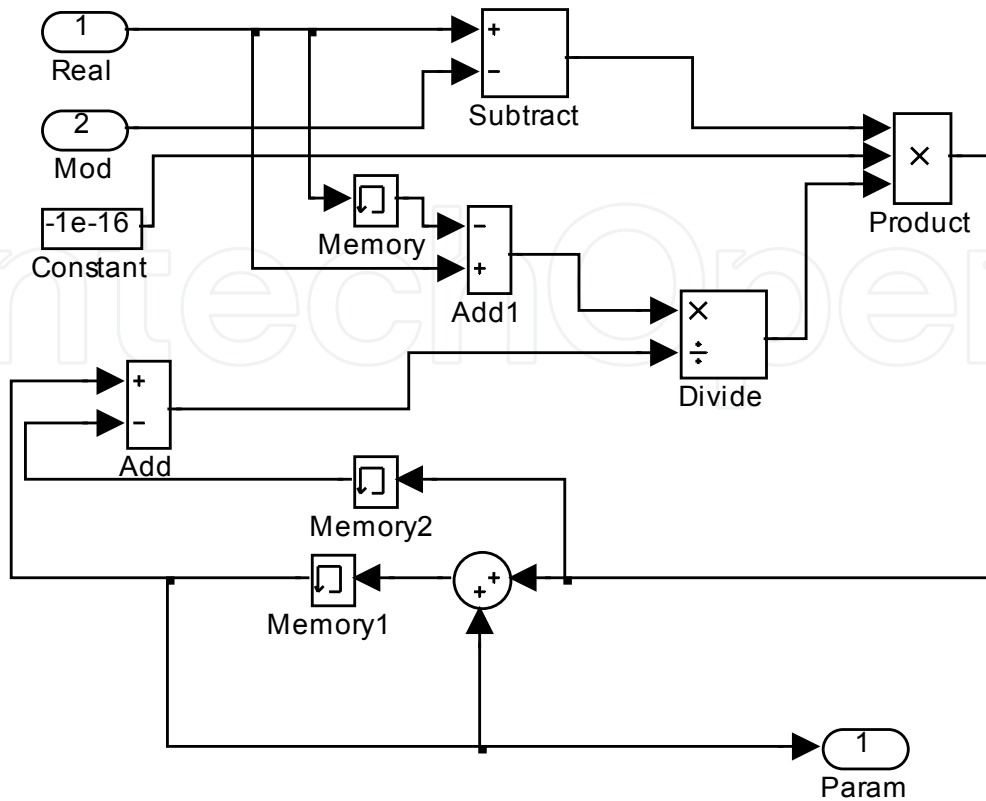 1
Real
Subtract
2
Mod
-1e-16
Constant
Memory
Add1
Product
Divide
Add
Memory2
Memory1
1
Param